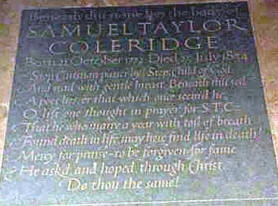 Beneath this stone lies the body of
SAMUEL TAYLOR
COLERIDGE
Born 21 October 1772 Died 25 July 1834
Stop, Christian passer-by! Stop, child of God,
And read with gentle breast. Beneath this sod
A poet lies, or that which once seem'd he.
O, lift one thought in prayer for S.T.C.
That he who many a year with toil of breath
Found death in life, may here find life in death!
Mercy for praise - to be forgiven for fame
He ask'd, and hoped, through Christ.
Do thou the same!